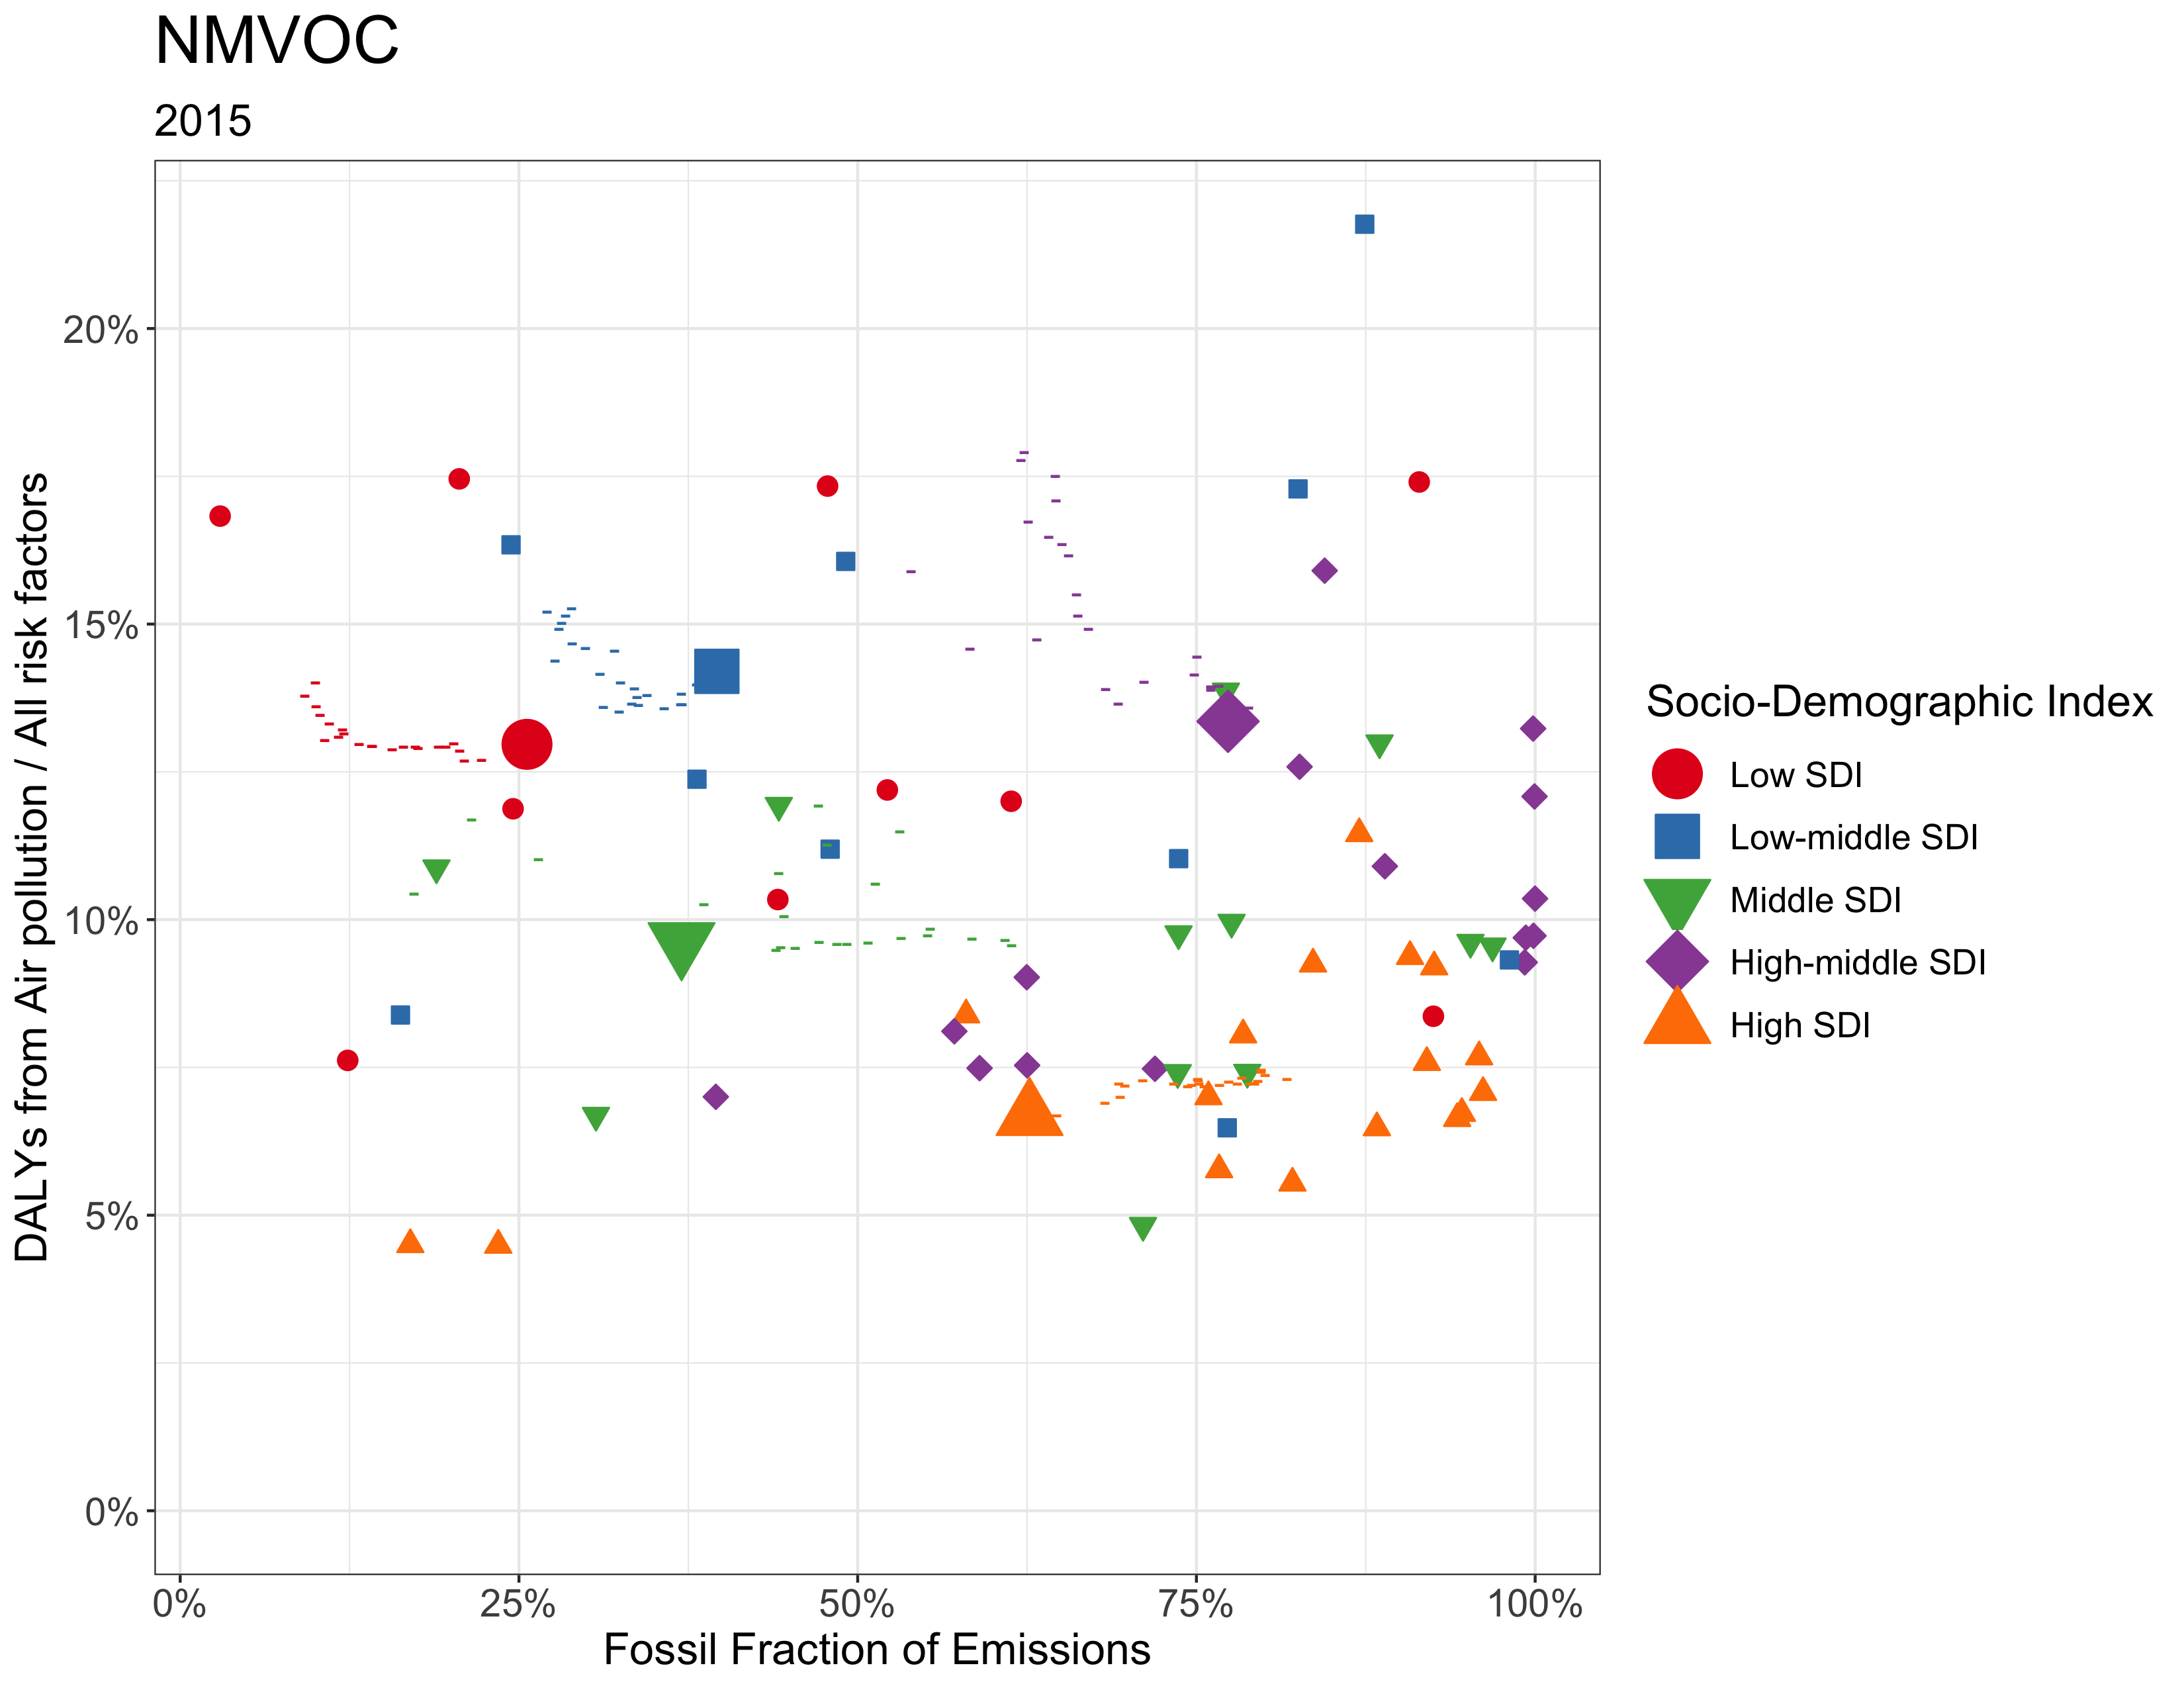 NMVOC
2015
DALYs from Air pollution / All risk factors
20%
15%
10%
5%
0%
0%
25%
50%
75%
100%
Fossil Fraction of Emissions
Socio-Demographic Index
Low SDI
Low-middle SDI
Middle SDI
High-middle SDI
High SDI